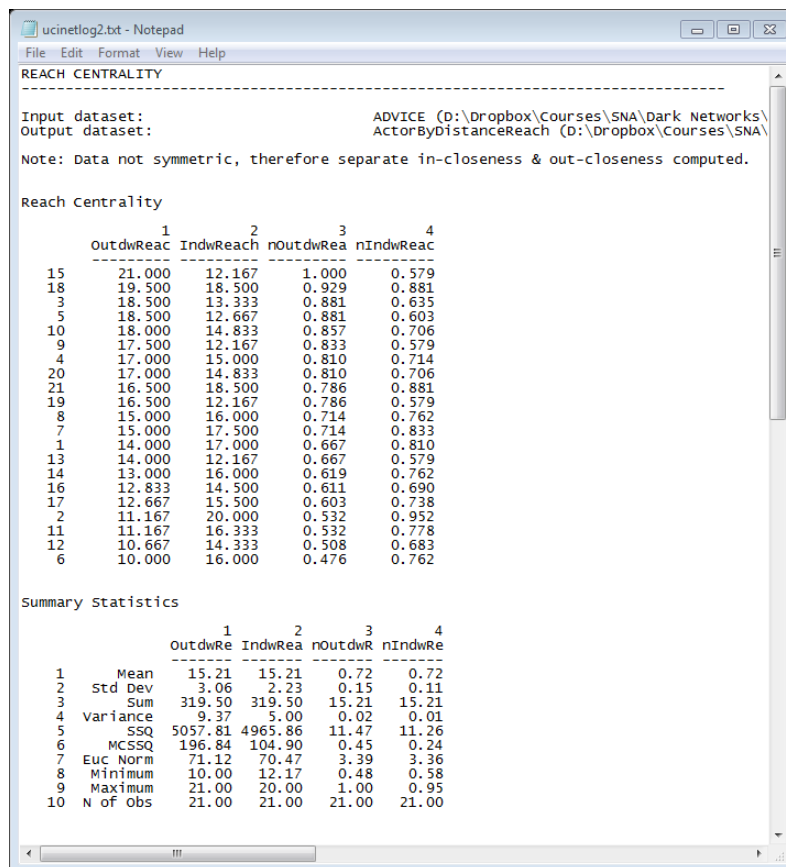 ucinetlog2.txt - Notepad
File Edit Format View Help
REACH CENTRALITY
--------------------------------------------------------------------------------
Input dataset: ADVICE (D:\Dropbox\Courses\SNA\Dark Networks\
Output dataset: ActorByDistanceReach (D:\Dropbox\Courses\SNA\
Note: Data not symmetric, therefore separate in-closeness & out-closeness computed.
Reach Centrality
1 2 3 4
OutdwReac IndwReach nOutdwRea nIndwReac
--------- --------- --------- ---------
15 21.000 12.167 1.000 0.579
18 19.500 18.500 0.929 0.881
3 18.500 13.333 0.881 0.635
5 18.500 12.667 0.881 0.603
10 18.000 14.833 0.857 0.706
9 17.500 12.167 0.833 0.579
4 17.000 15.000 0.810 0.714
20 17.000 14.833 0.810 0.706
21 16.500 18.500 0.786 0.881
19 16.500 12.167 0.786 0.579
8 15.000 16.000 0.714 0.762
7 15.000 17.500 0.714 0.833
1 14.000 17.000 0.667 0.810
13 14.000 12.167 0.667 0.579
14 13.000 16.000 0.619 0.762
16 12.833 14.500 0.611 0.690
17 12.667 15.500 0.603 0.738
2 11.167 20.000 0.532 0.952
11 11.167 16.333 0.532 0.778
12 10.667 14.333 0.508 0.683
6 10.000 16.000 0.476 0.762
Summary Statistics
1 2 3 4
OutdwRe IndwRea nOutdwR nIndwRe
------- ------- ------- -------
1 Mean 15.21 15.21 0.72 0.72
2 Std Dev 3.06 2.23 0.15 0.11
3 Sum 319.50 319.50 15.21 15.21
4 Variance 9.37 5.00 0.02 0.01
5 SSQ 5057.81 4965.86 11.47 11.26
6 MCSSQ 196.84 104.90 0.45 0.24
7 Euc Norm 71.12 70.47 3.39 3.36
8 Minimum 10.00 12.17 0.48 0.58
9 Maximum 21.00 20.00 1.00 0.95
10 N of Obs 21.00 21.00 21.00 21.00